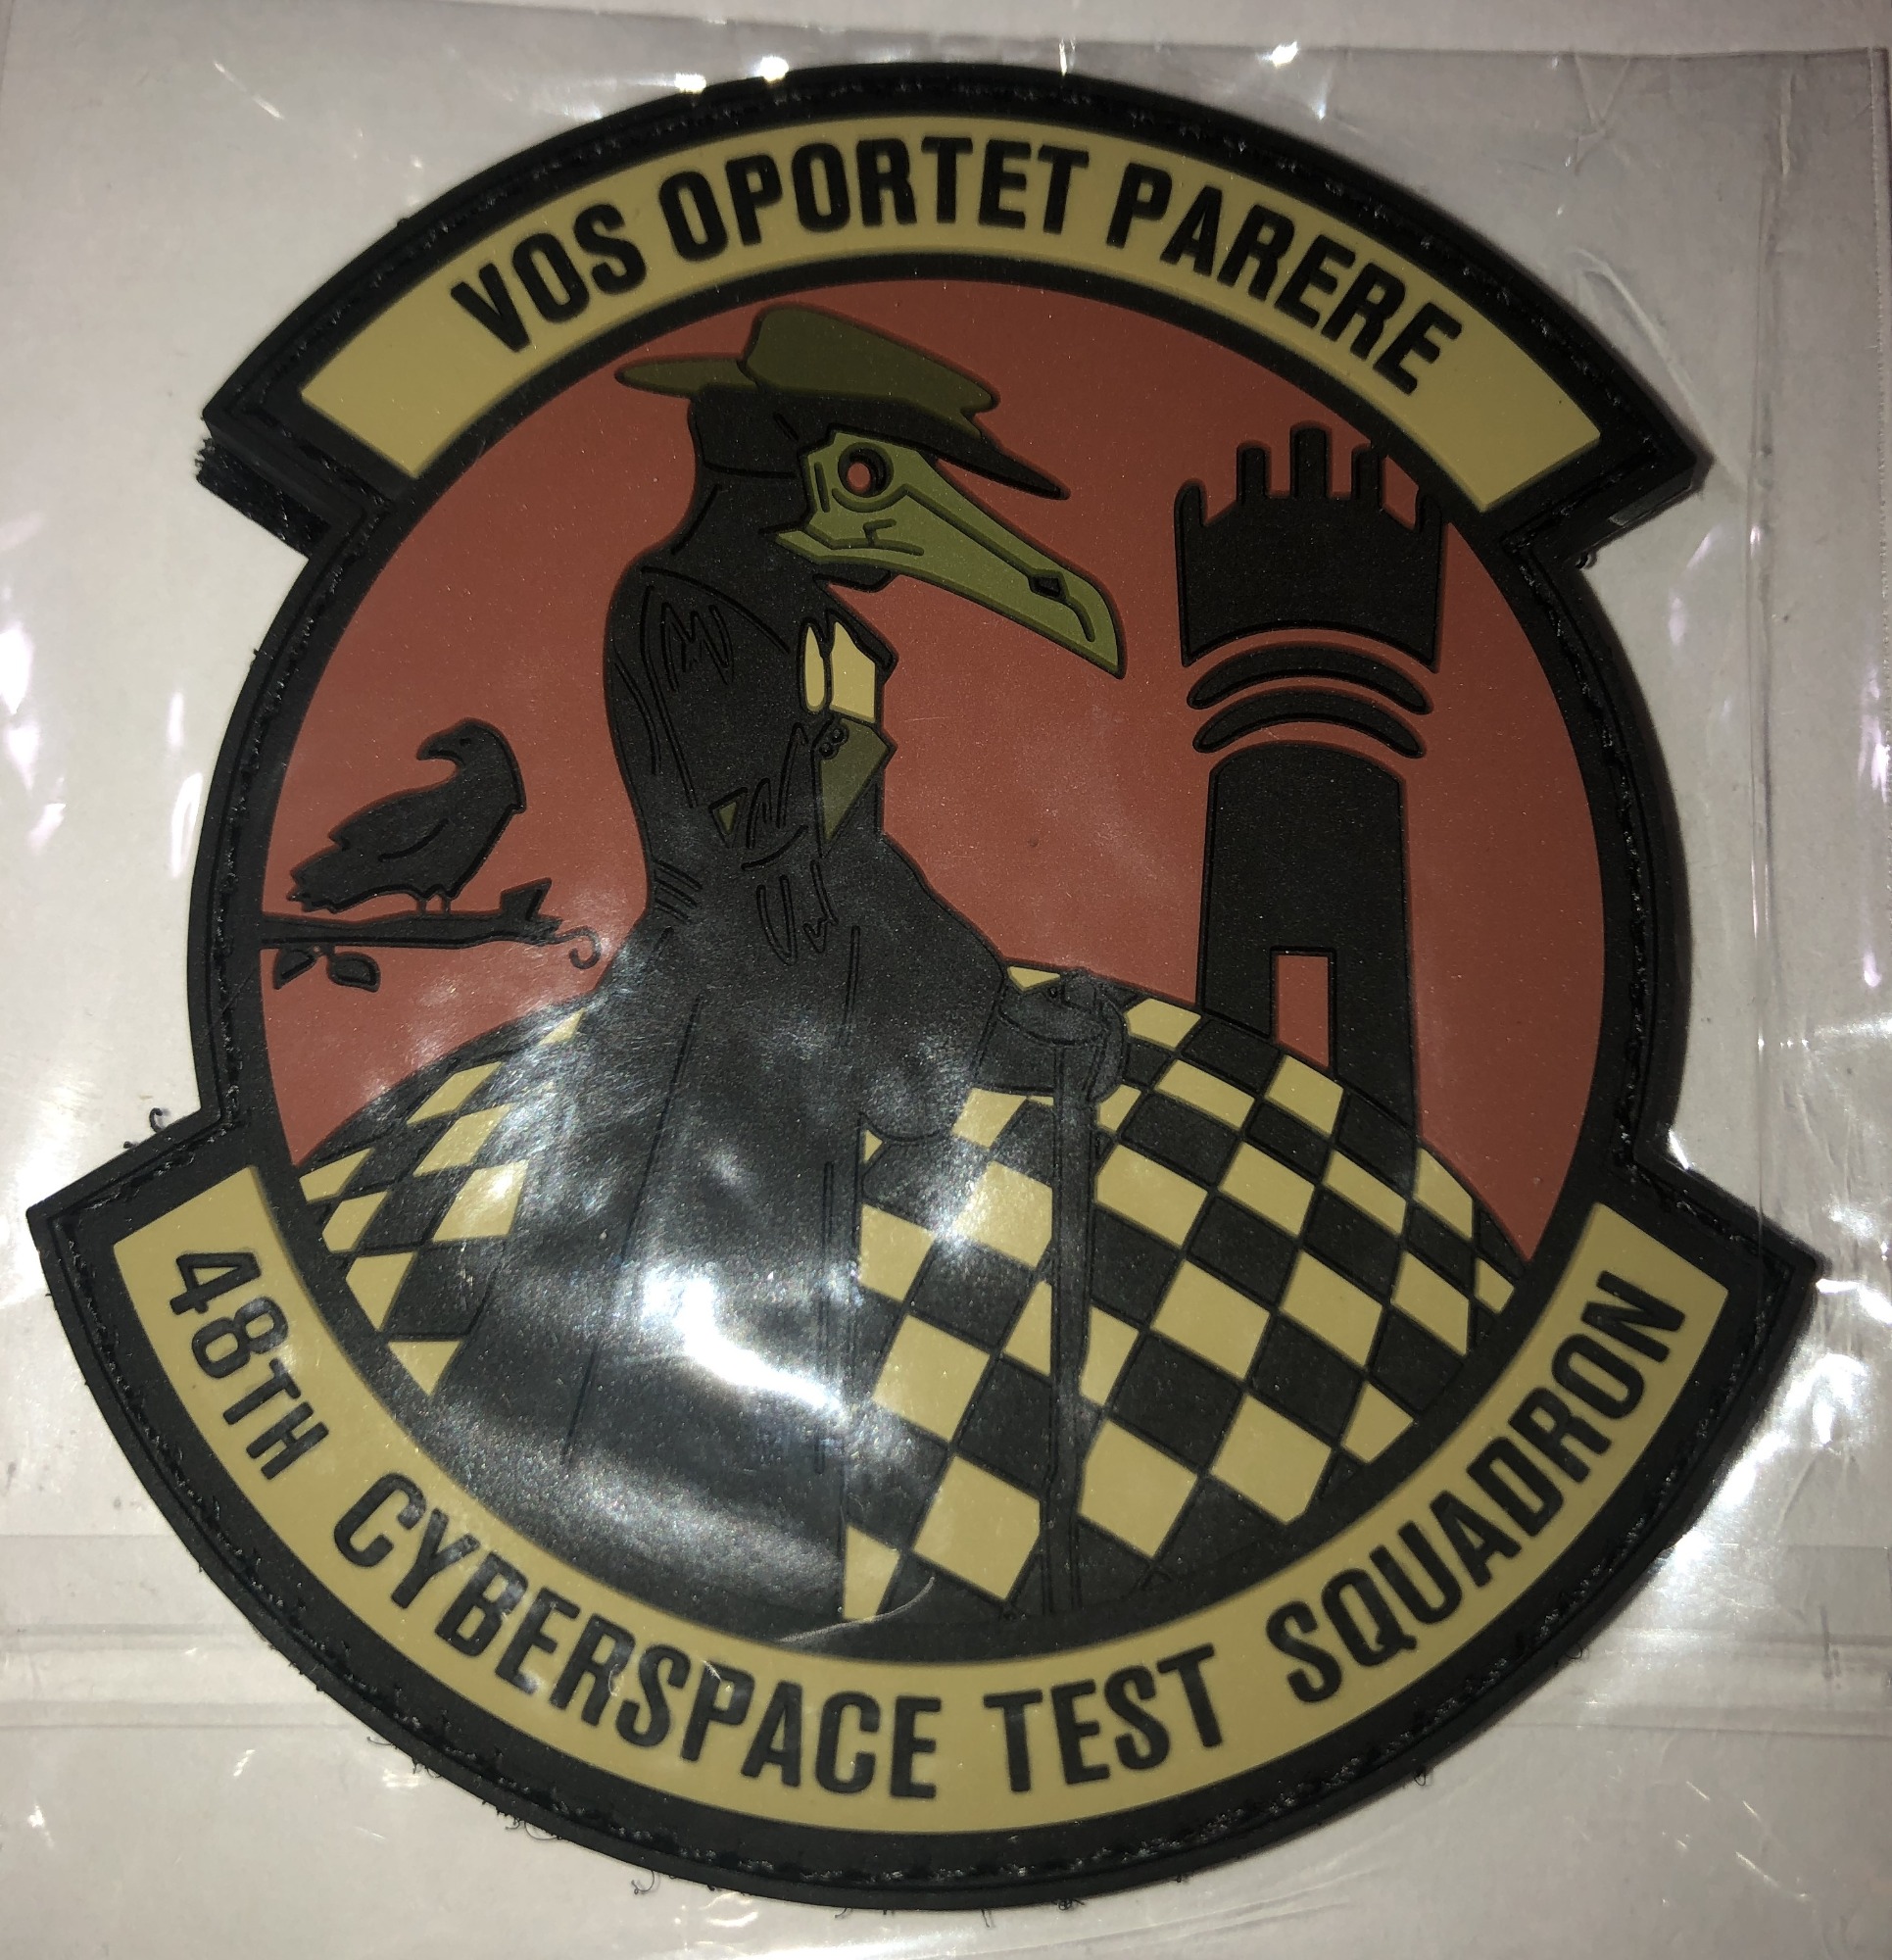 VOS OPORTET PARERE
48TH CYBERSPACE TEST SQUADRON